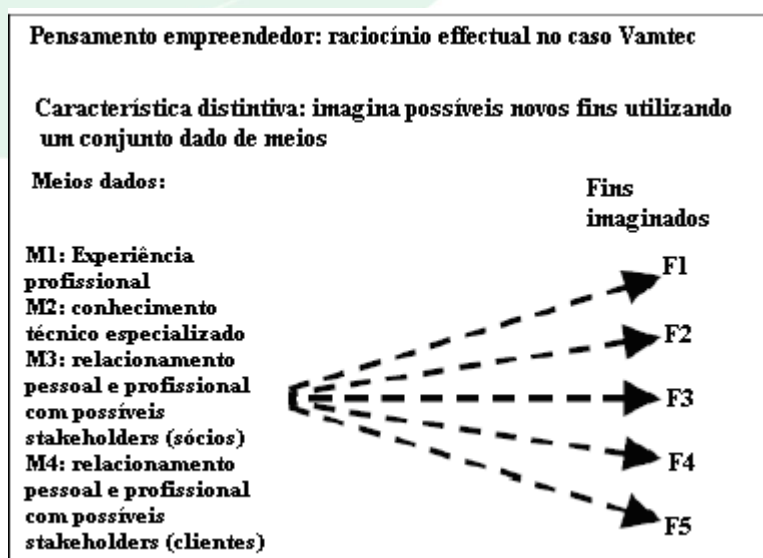 Pensamento empreendedor: raciocínio effectual no caso Vamtec
Característica distintiva: imagina possíveis novos fins utilizando
um conjunto dado de meios
Meios dados:
Fins
imaginados
M1: Experiência
profissional
M2: conhecimento
técnico especializado
M3: relacionamento
pessoal e profissional
com possíveis
stakeholders (sócios)
M4: relacionamento
pessoal e profissional
com possíveis
stakeholders (clientes)
F1
F2
F3
F4
F5